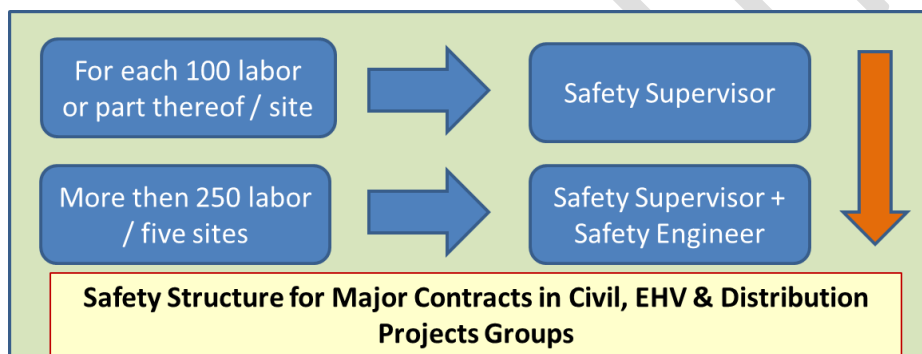 For each 100 labor
or part thereof / site
Safety Supervisor
More then 250 labor
/ five sites
Safety Supervisor +
Safety Engineer
Safety Structure for Major Contracts in Civil, EHV & Distribution
Projects Groups